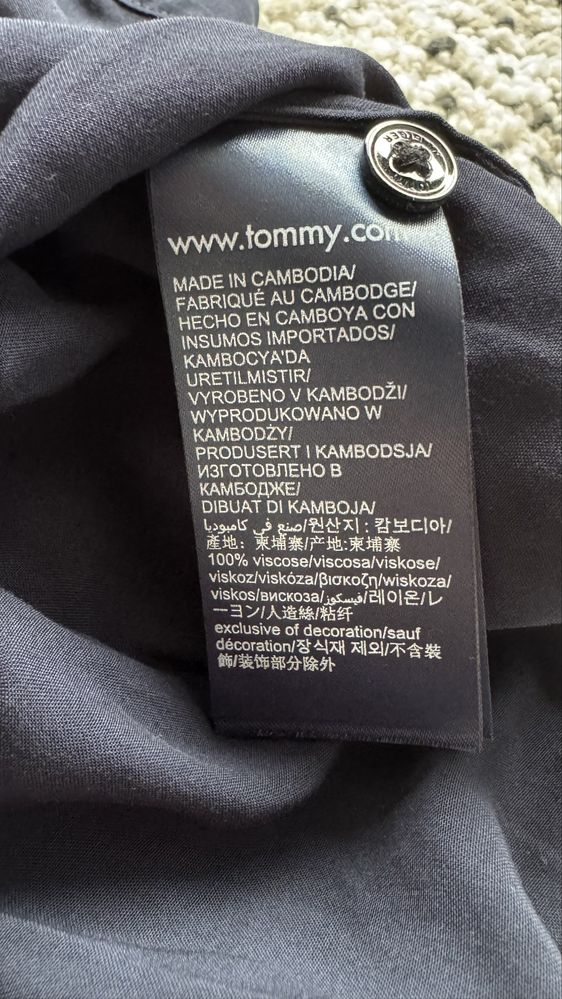 www.tommy.com
MADE IN CAMBODIA/
FABRIQUÉ AU CAMBODGE/
HECHO EN CAMBOYA CON
INSUMOS IMPORTADOS/
KAMBOCYA'DA
URETILMISTIR/
VYROBENO V KAMBODŽI/
WYPRODUKOWANO W
KAMBODŻY/
PRODUSERT I KAMBODSJA/
ИЗГОТОВЛЕНО В
КАМБОДЖЕ/
DIBUAT DI KAMBOJA/
صنع في كامبوديا/원산지 : 캄보디아/
產地：柬埔寨/产地:柬埔寨
100% viscose/viscosa/viskose/
viskoz/viskóza/βισκοζη/wiskoza/
viskos/вискоза/فيسكوز/레이온/レ
ーヨン/人造絲/粘纤
exclusive of decoration/sauf
décoration/장식재 제외/不含裝
飾/装饰部分除外